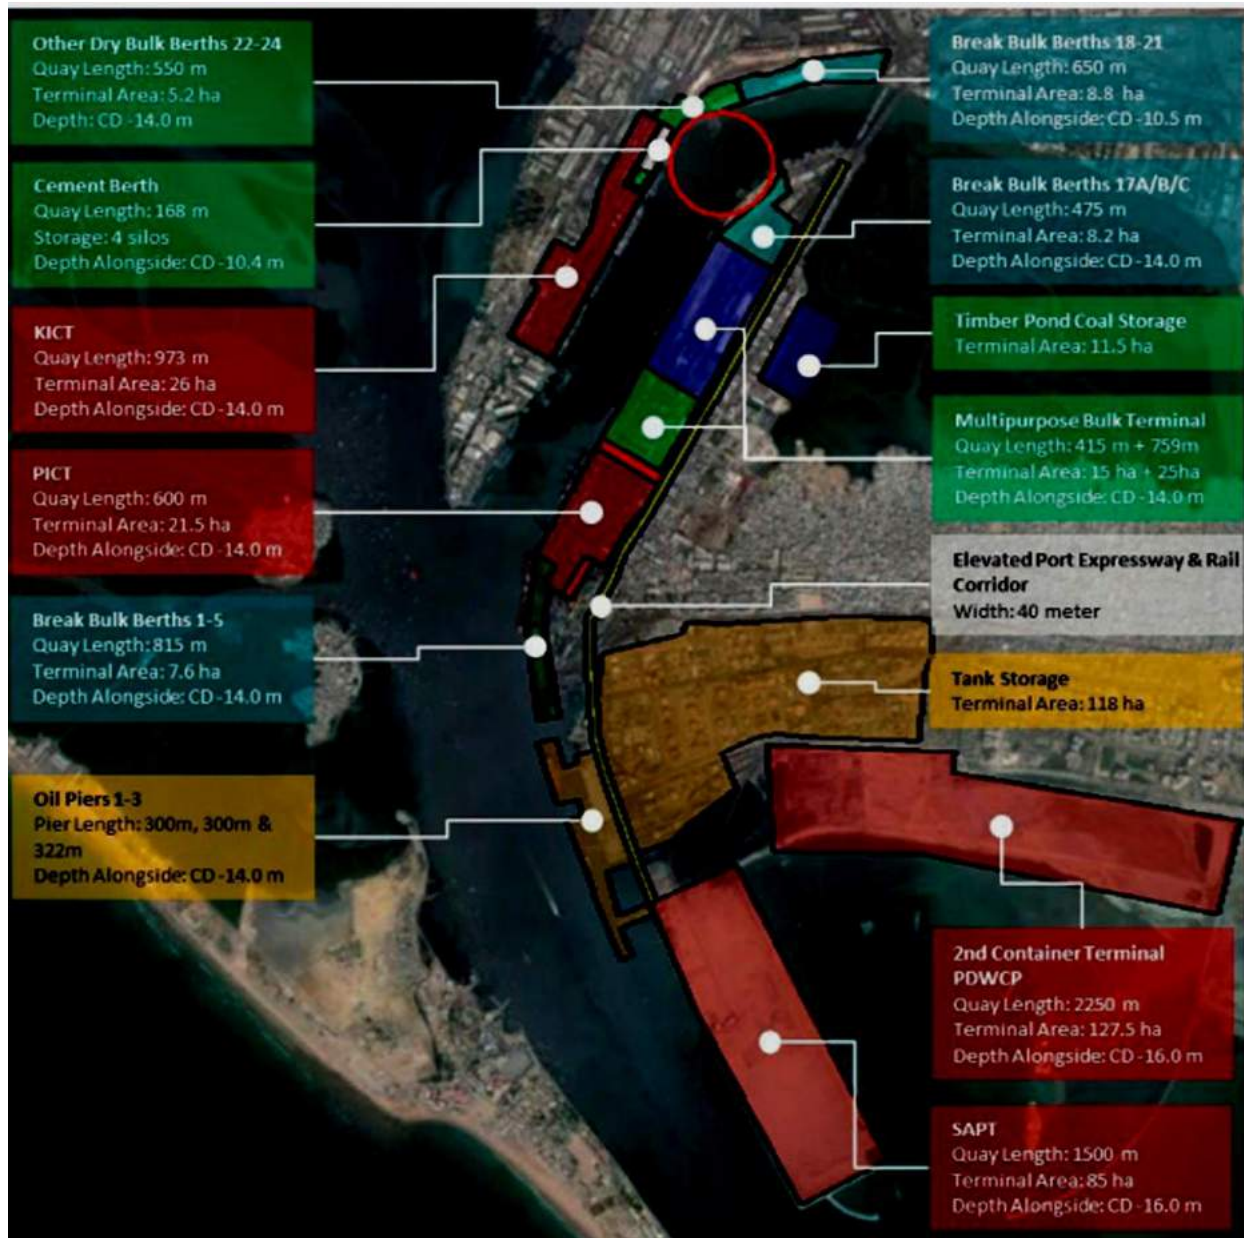 Other Dry Bulk Berths 22-24
Quay Length: 550 m
Terminal Area: 5.2 ha
Depth: CD -14.0 m
Cement Berth
Quay Length: 168 m
Storage: 4 silos
Depth Alongside: CD -10.4 m
KICT
Quay Length: 973 m
Terminal Area: 26 ha
Depth Alongside: CD -14.0 m
PICT
Quay Length: 600 m
Terminal Area: 21.5 ha
Depth Alongside: CD -14.0 m
Break Bulk Berths 1-5
Quay Length: 815 m
Terminal Area: 7.6 ha
Depth Alongside: CD -14.0 m
Oil Piers 1-3
Pier Length: 300m, 300m &
322m
Depth Alongside: CD -14.0 m
Break Bulk Berths 18-21
Quay Length: 650 m
Terminal Area: 8.8 ha
Depth Alongside: CD -10.5 m
Break Bulk Berths 17A/B/C
Quay Length: 475 m
Terminal Area: 8.2 ha
Depth Alongside: CD -14.0 m
Timber Pond Coal Storage
Terminal Area: 11.5 ha
Multipurpose Bulk Terminal
Quay Length: 415 m + 759m
Terminal Area: 15 ha + 25ha
Depth Alongside: CD -14.0 m
Elevated Port Expressway & Rail
Corridor
Width: 40 meter
Tank Storage
Terminal Area: 118 ha
2nd Container Terminal
PDWCP
Quay Length: 2250 m
Terminal Area: 127.5 ha
Depth Alongside: CD -16.0 m
SAPT
Quay Length: 1500 m
Terminal Area: 85 ha
Depth Alongside: CD -16.0 m